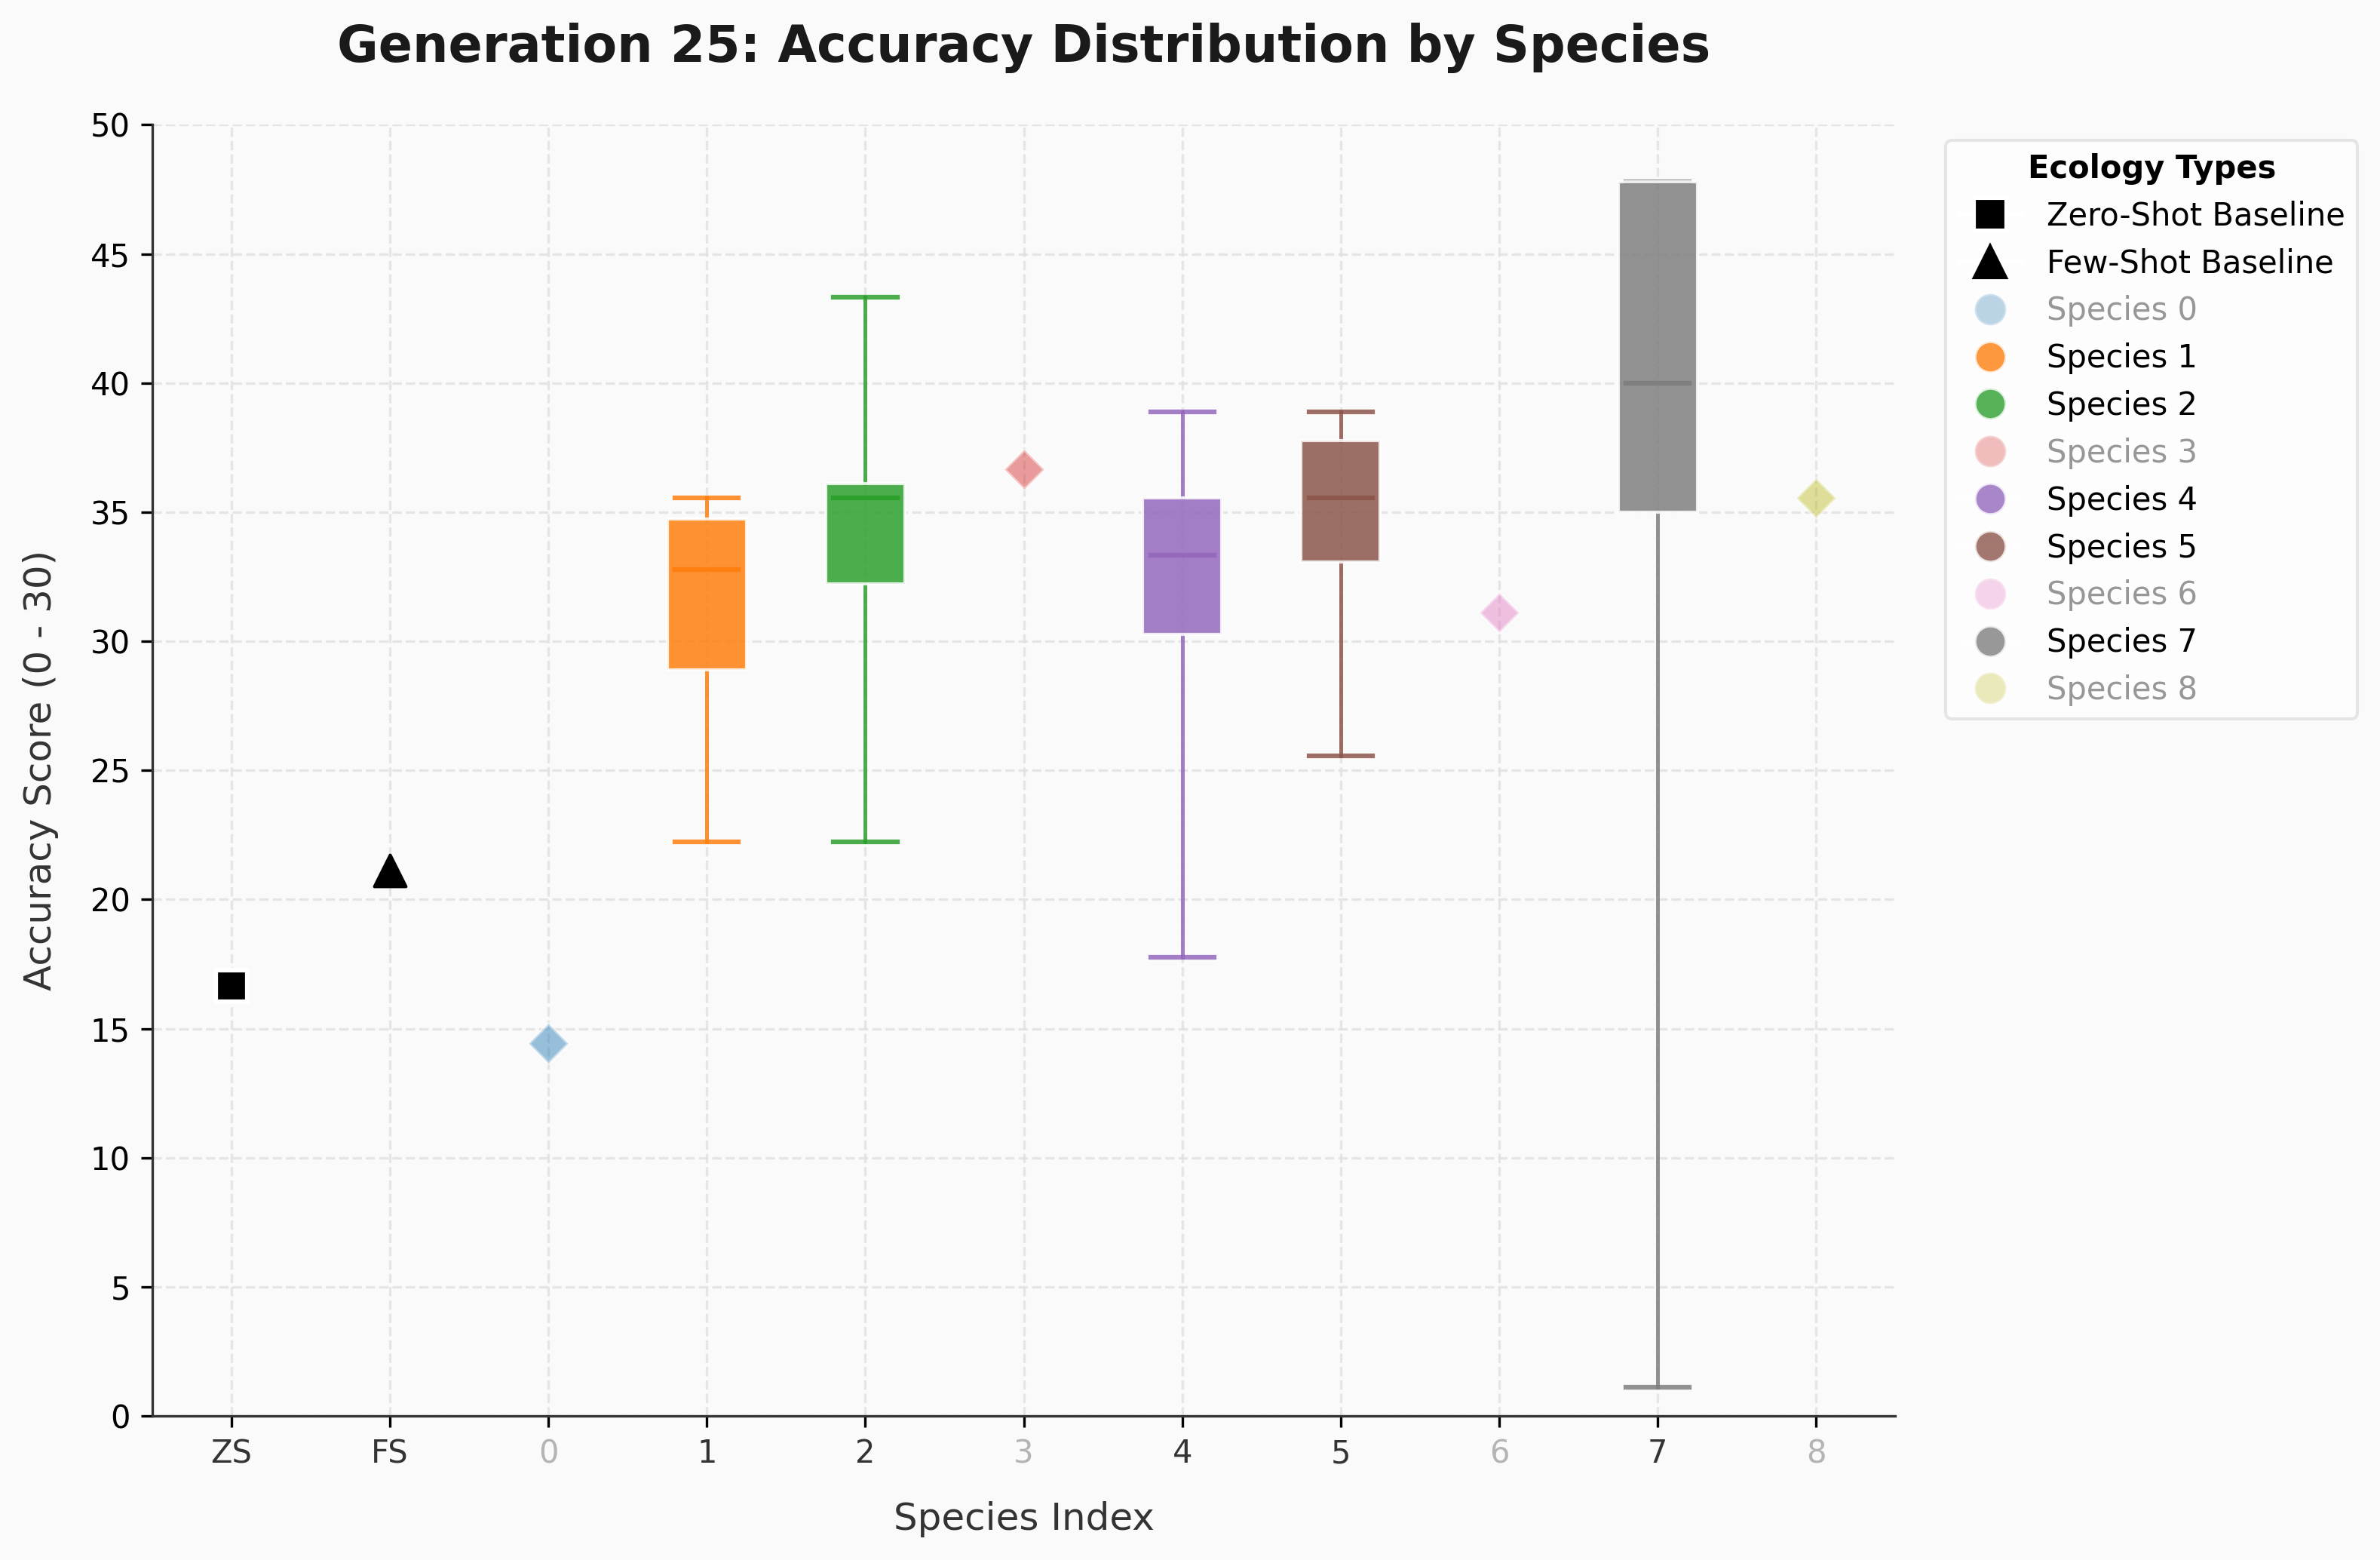 Generation 25: Accuracy Distribution by Species
50
45
40
35
30
25
20
15
10
5
0
Accuracy Score (0 - 30)
ZS
FS
0
1
2
3
4
5
6
7
8
Species Index
Ecology Types
Zero-Shot Baseline
Few-Shot Baseline
Species 0
Species 1
Species 2
Species 3
Species 4
Species 5
Species 6
Species 7
Species 8